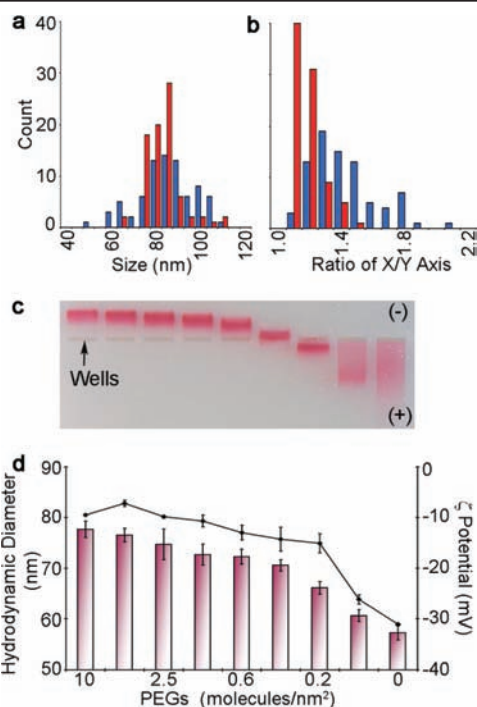 a
b
40
30
20
10
0
Count
40
60
80
100
120
Size (nm)
1.0
1.4
1.8
2.2
Ratio of X/Y Axis
c
(-)
Wells
(+)
d
90
80
70
60
50
Hydrodynamic Diameter
(nm)
0
-10
-20
-30
-40
ζ Potential (mV)
10
2.5
0.6
0.2
0
PEGs (molecules/nm²)